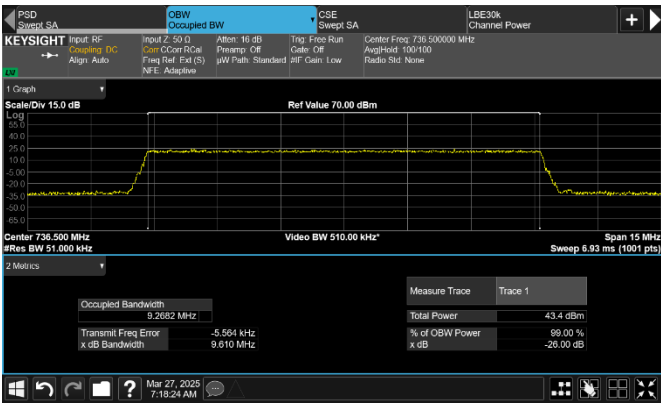 PSD
Swept SA
OBW
Occupied BW
CSE
Swept SA
LBE30k
Channel Power
KEYSIGHT
Input: RF
Coupling: DC
Align: Auto
Input Z: 50 Ω
Corr CCorr RCal
Freq Ref: Ext (S)
NFE: Adaptive
Atten: 16 dB
Preamp: Off
µW Path: Standard
Trig: Free Run
Gate: Off
#IF Gain: Low
Center Freq: 736.500000 MHz
Avg|Hold: 100/100
Radio Std: None
LXI
1 Graph
Scale/Div 15.0 dB
Ref Value 70.00 dBm
Log
55.0
40.0
25.0
10.0
-5.00
-20.0
-35.0
-50.0
-65.0
Center 736.500 MHz
Video BW 510.00 kHz*
Span 15 MHz
#Res BW 51.000 kHz
Sweep 6.93 ms (1001 pts)
2 Metrics
Measure Trace
Trace 1
Occupied Bandwidth
9.2682 MHz
Total Power
43.4 dBm
Transmit Freq Error
-5.564 kHz
% of OBW Power
99.00 %
x dB Bandwidth
9.610 MHz
x dB
-26.00 dB
Mar 27, 2025
7:18:24 AM